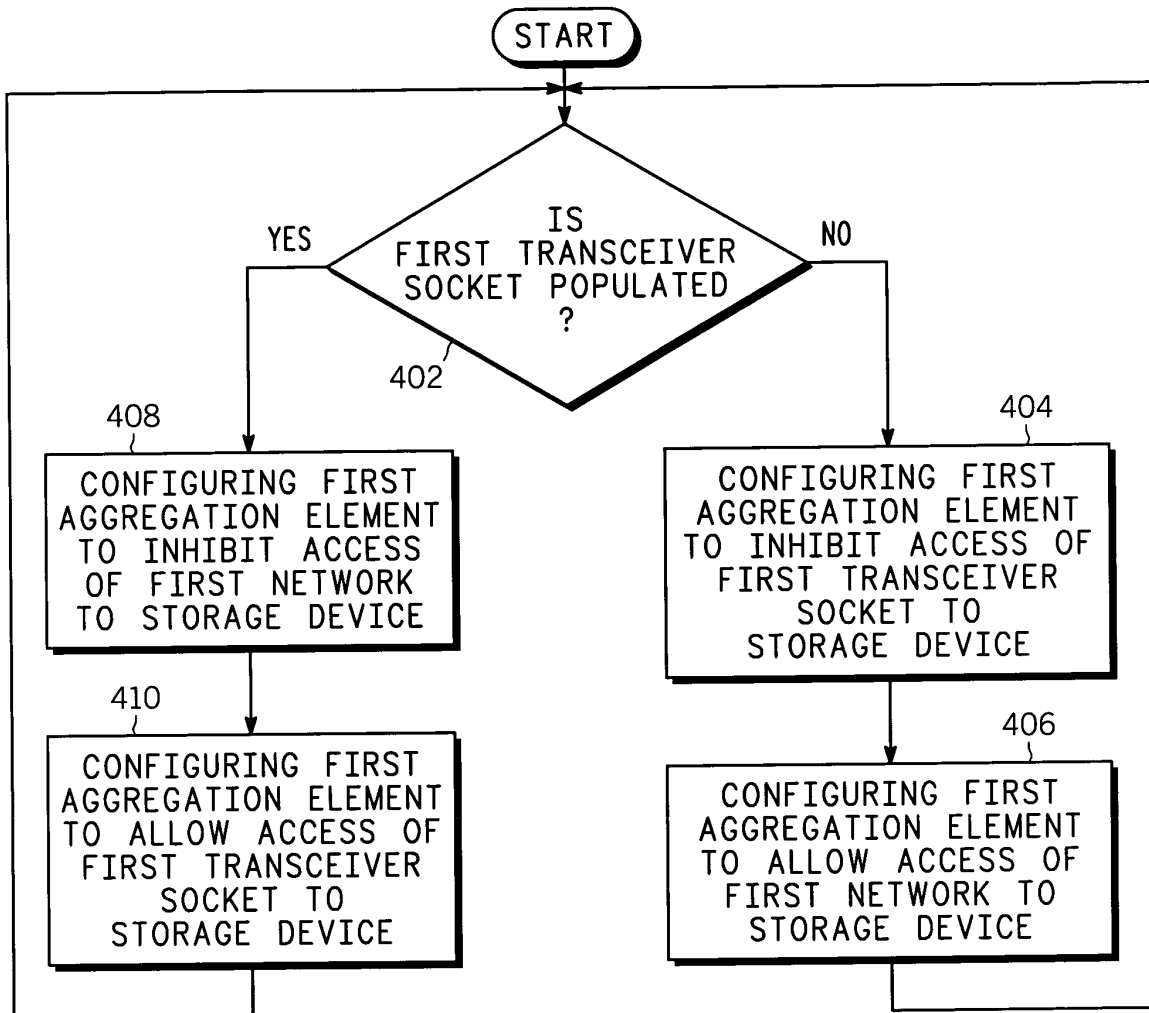 START
IS
FIRST TRANSCEIVER
SOCKET POPULATED
?
YES
NO
402
408
CONFIGURING FIRST
AGGREGATION ELEMENT
TO INHIBIT ACCESS
OF FIRST NETWORK
TO STORAGE DEVICE
404
CONFIGURING FIRST
AGGREGATION ELEMENT
TO INHIBIT ACCESS OF
FIRST TRANSCEIVER
SOCKET TO
STORAGE DEVICE
410
CONFIGURING FIRST
AGGREGATION ELEMENT
TO ALLOW ACCESS OF
FIRST TRANSCEIVER
SOCKET TO
STORAGE DEVICE
406
CONFIGURING FIRST
AGGREGATION ELEMENT
TO ALLOW ACCESS OF
FIRST NETWORK TO
STORAGE DEVICE